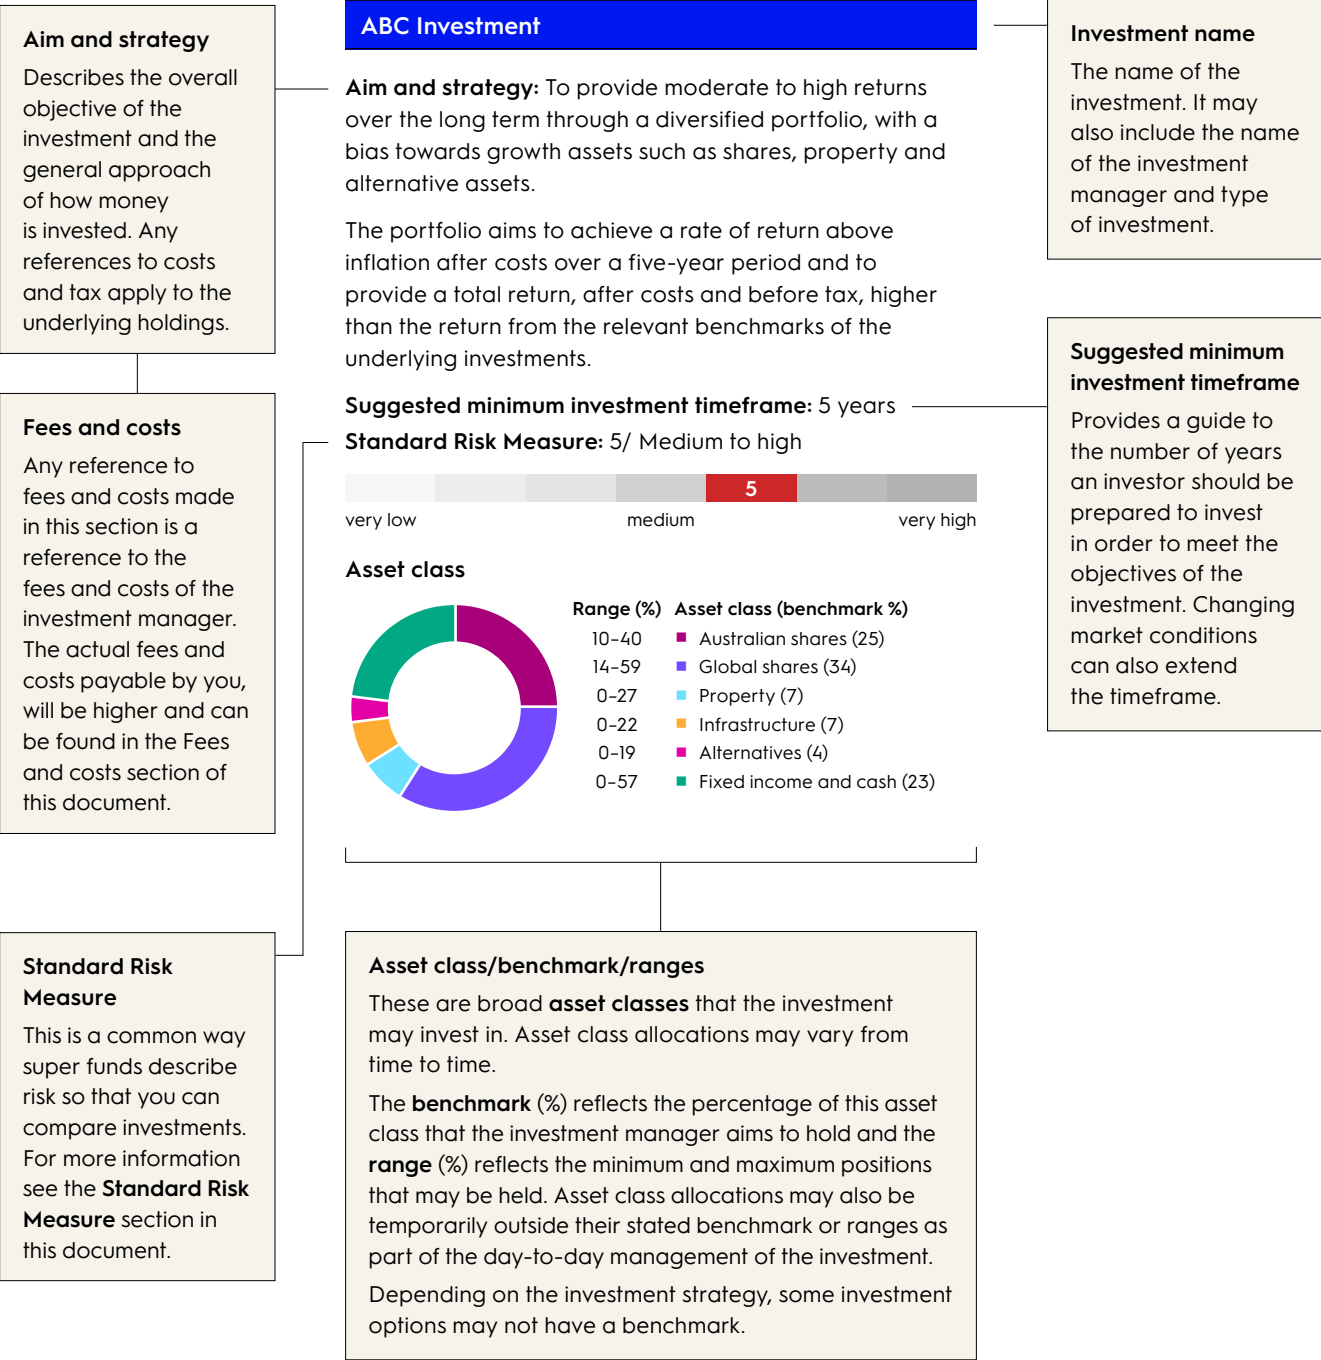 Aim and strategy
Describes the overall
objective of the
investment and the
general approach
of how money
is invested. Any
references to costs
and tax apply to the
underlying holdings.
Fees and costs
Any reference to
fees and costs made
in this section is a
reference to the
fees and costs of the
investment manager.
The actual fees and
costs payable by you,
will be higher and can
be found in the Fees
and costs section of
this document.
Standard Risk
Measure
This is a common way
super funds describe
risk so that you can
compare investments.
For more information
see the Standard Risk
Measure section in
this document.
ABC Investment
Aim and strategy: To provide moderate to high returns
over the long term through a diversified portfolio, with a
bias towards growth assets such as shares, property and
alternative assets.
The portfolio aims to achieve a rate of return above
inflation after costs over a five-year period and to
provide a total return, after costs and before tax, higher
than the return from the relevant benchmarks of the
underlying investments.
Suggested minimum investment timeframe: 5 years
Standard Risk Measure: 5/ Medium to high
5
very low medium very high
Asset class
Range (%) Asset class (benchmark %)
10–40 Australian shares (25)
14–59 Global shares (34)
0–27 Property (7)
0–22 Infrastructure (7)
0–19 Alternatives (4)
0–57 Fixed income and cash (23)
Asset class/benchmark/ranges
These are broad asset classes that the investment
may invest in. Asset class allocations may vary from
time to time.
The benchmark (%) reflects the percentage of this asset
class that the investment manager aims to hold and the
range (%) reflects the minimum and maximum positions
that may be held. Asset class allocations may also be
temporarily outside their stated benchmark or ranges as
part of the day-to-day management of the investment.
Depending on the investment strategy, some investment
options may not have a benchmark.
Investment name
The name of the
investment. It may
also include the name
of the investment
manager and type
of investment.
Suggested minimum
investment timeframe
Provides a guide to
the number of years
an investor should be
prepared to invest
in order to meet the
objectives of the
investment. Changing
market conditions
can also extend
the timeframe.